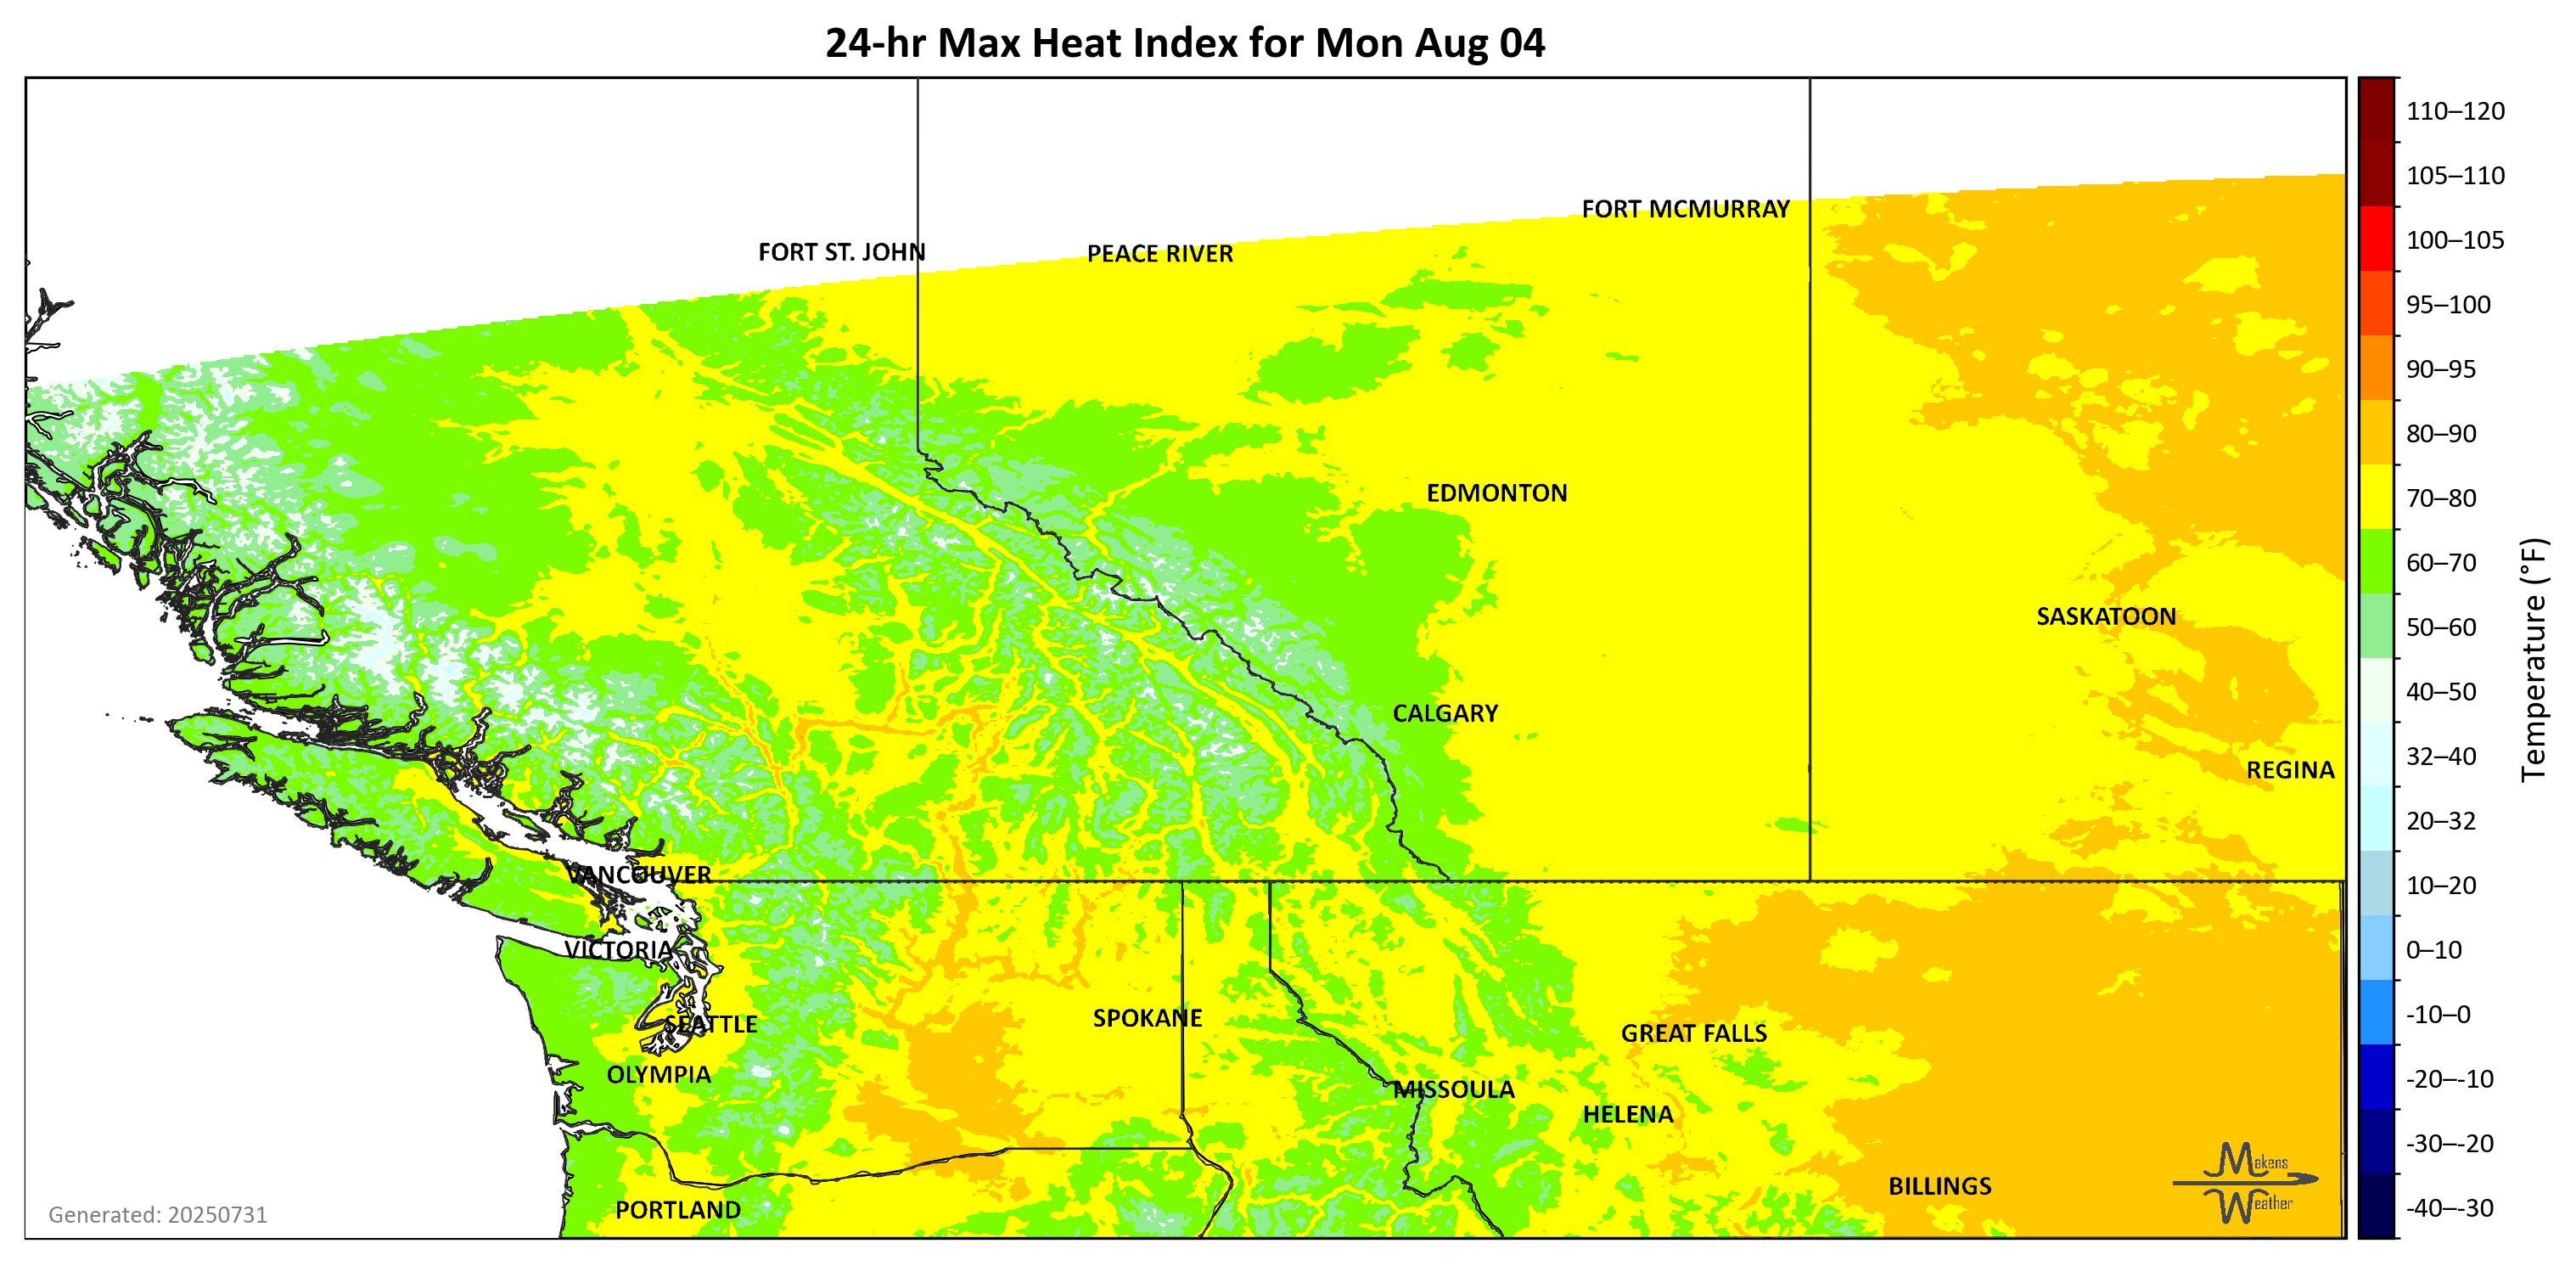 24-hr Max Heat Index for Mon Aug 04
110–120
105–110
100–105
95–100
90–95
80–90
70–80
60–70
50–60
40–50
32–40
20–32
10–20
0–10
-10–0
-20–-10
-30–-20
-40–-30
Temperature (°F)
FORT MCMURRAY
FORT ST. JOHN
PEACE RIVER
EDMONTON
SASKATOON
CALGARY
REGINA
VANCOUVER
VICTORIA
SEATTLE
SPOKANE
GREAT FALLS
OLYMPIA
MISSOULA
HELENA
BILLINGS
PORTLAND
Makens
Weather
Generated: 20250731